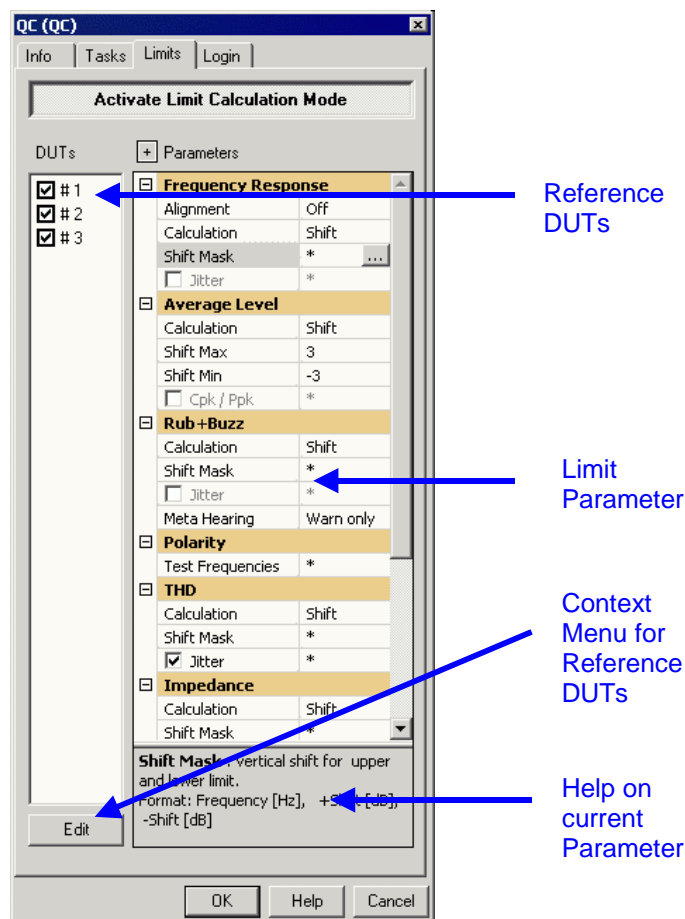 QC (QC)
Info Tasks Limits Login
Activate Limit Calculation Mode
DUTs
#1
#2
#3
Edit
+ Parameters
Frequency Response
Alignment Off
Calculation Shift
Shift Mask * ...
Jitter *
Average Level
Calculation Shift
Shift Max 3
Shift Min -3
Cpk / Ppk *
Rub+Buzz
Calculation Shift
Shift Mask *
Jitter *
Meta Hearing Warn only
Polarity
Test Frequencies *
THD
Calculation Shift
Shift Mask *
Jitter *
Impedance
Calculation Shift
Shift Mask *
Shift Mask : vertical shift for upper
and lower limit.
Format: Frequency [Hz], +Shift [dB],
-Shift [dB]
OK Help Cancel
Reference
DUTs
Limit
Parameter
Context
Menu for
Reference
DUTs
Help on
current
Parameter